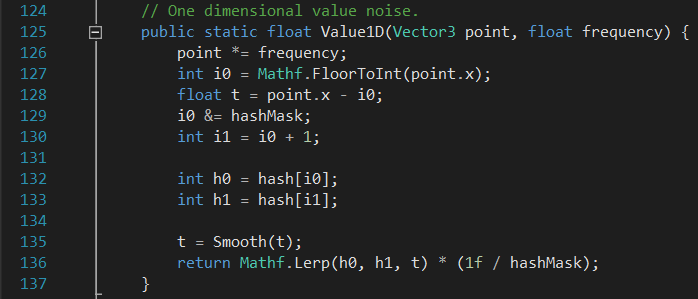 124 // One dimensional value noise.
125 public static float Value1D(Vector3 point, float frequency) {
126 point *= frequency;
127 int i0 = Mathf.FloorToInt(point.x);
128 float t = point.x - i0;
129 i0 &= hashMask;
130 int i1 = i0 + 1;
131
132 int h0 = hash[i0];
133 int h1 = hash[i1];
134
135 t = Smooth(t);
136 return Mathf.Lerp(h0, h1, t) * (1f / hashMask);
137 }